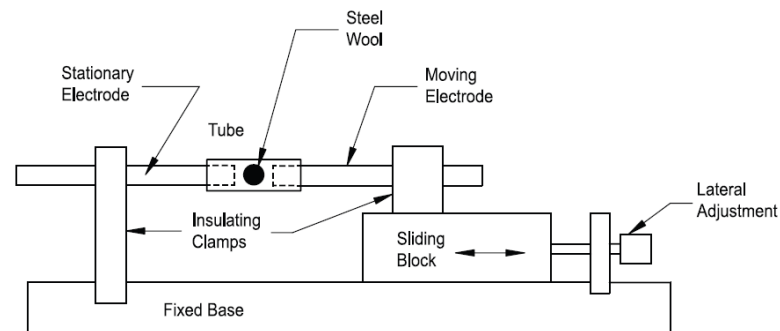 Steel
Wool
Stationary
Electrode
Moving
Electrode
Tube
Lateral
Adjustment
Insulating
Clamps
Sliding
Block
Fixed Base